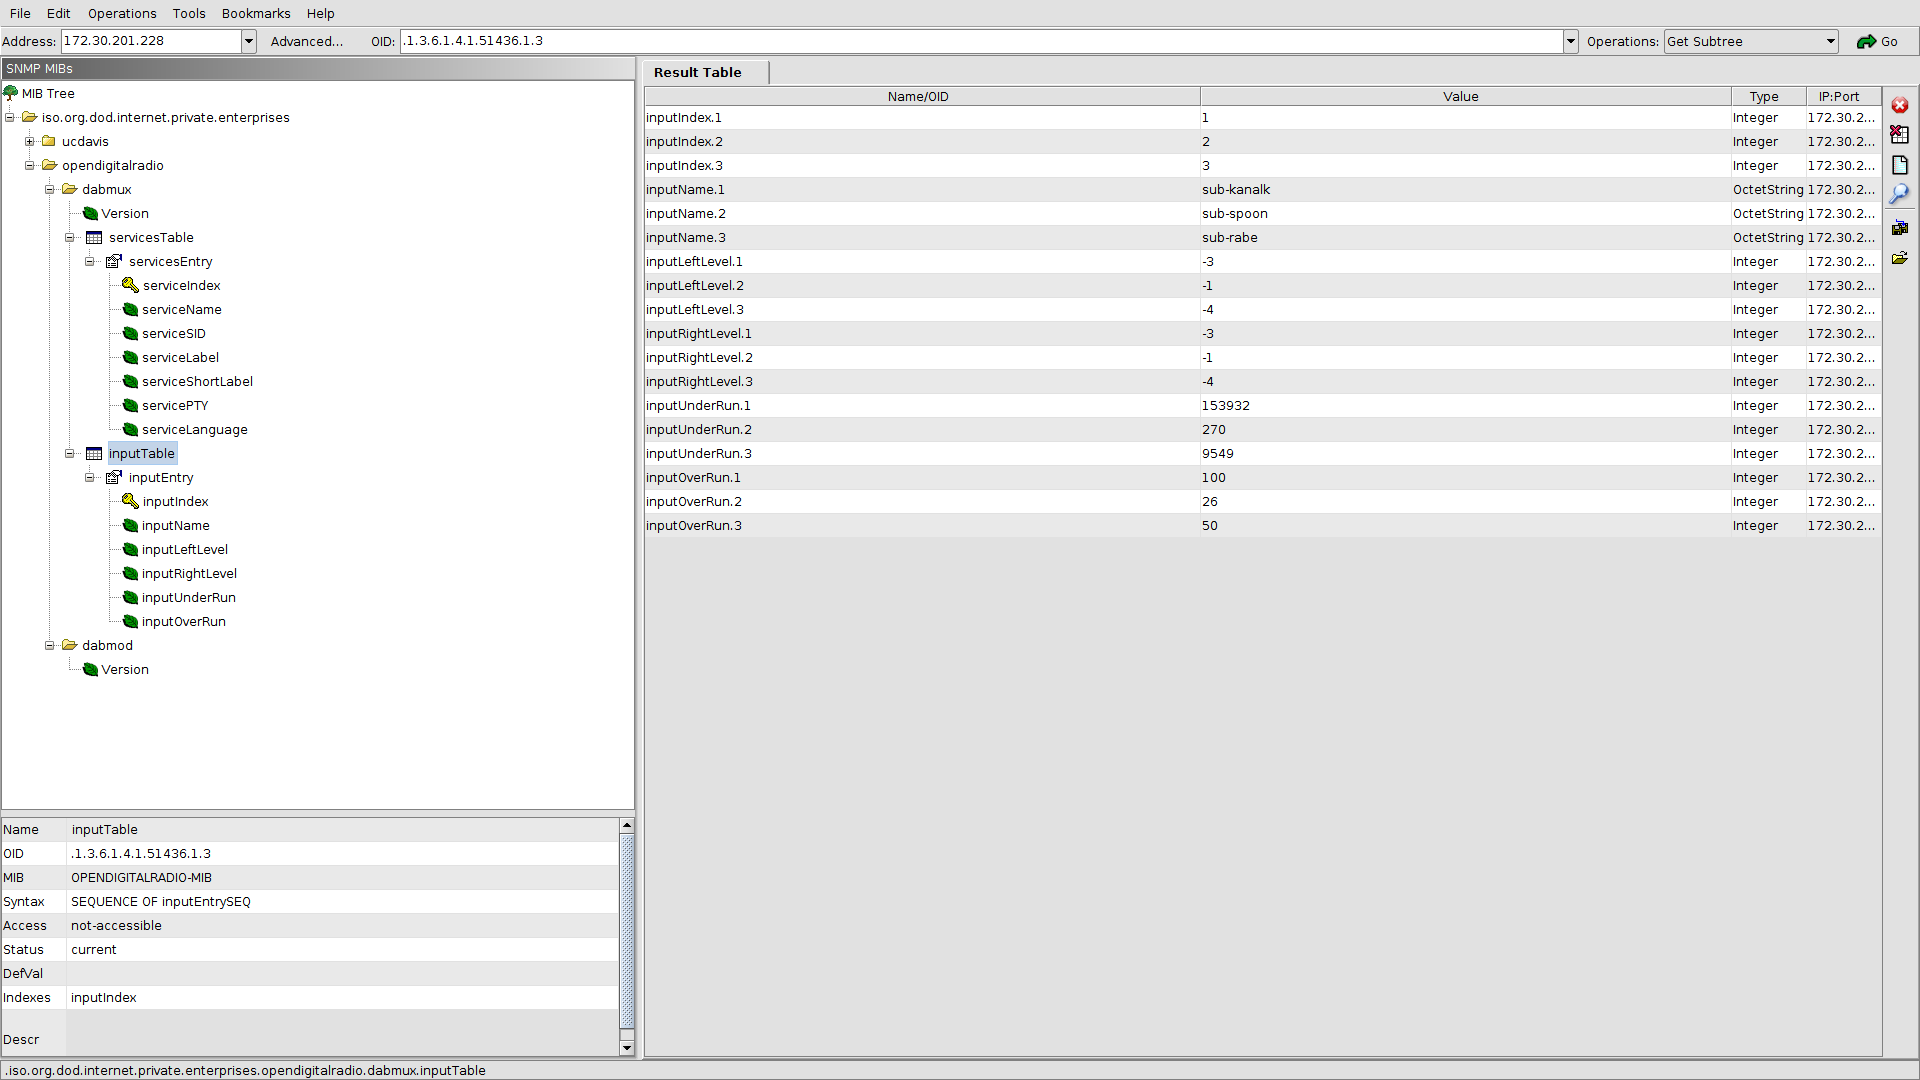 File Edit Operations Tools Bookmarks Help
Address: 172.30.201.228 Advanced... OID: .1.3.6.1.4.1.51436.1.3 Operations: Get Subtree Go
SNMP MIBs
MIB Tree
iso.org.dod.internet.private.enterprises
ucdavis
opendigitalradio
dabmux
Version
servicesTable
servicesEntry
serviceIndex
serviceName
serviceSID
serviceLabel
serviceShortLabel
servicePTY
serviceLanguage
inputTable
inputEntry
inputIndex
inputName
inputLeftLevel
inputRightLevel
inputUnderRun
inputOverRun
dabmod
Version
Name inputTable
OID .1.3.6.1.4.1.51436.1.3
MIB OPENDIGITALRADIO-MIB
Syntax SEQUENCE OF inputEntrySEQ
Access not-accessible
Status current
DefVal
Indexes inputIndex
Descr
Result Table
Name/OID Value Type IP:Port
inputIndex.1 1 Integer 172.30.2...
inputIndex.2 2 Integer 172.30.2...
inputIndex.3 3 Integer 172.30.2...
inputName.1 sub-kanalk OctetString 172.30.2...
inputName.2 sub-spoon OctetString 172.30.2...
inputName.3 sub-rabe OctetString 172.30.2...
inputLeftLevel.1 -3 Integer 172.30.2...
inputLeftLevel.2 -1 Integer 172.30.2...
inputLeftLevel.3 -4 Integer 172.30.2...
inputRightLevel.1 -3 Integer 172.30.2...
inputRightLevel.2 -1 Integer 172.30.2...
inputRightLevel.3 -4 Integer 172.30.2...
inputUnderRun.1 153932 Integer 172.30.2...
inputUnderRun.2 270 Integer 172.30.2...
inputUnderRun.3 9549 Integer 172.30.2...
inputOverRun.1 100 Integer 172.30.2...
inputOverRun.2 26 Integer 172.30.2...
inputOverRun.3 50 Integer 172.30.2...
.iso.org.dod.internet.private.enterprises.opendigitalradio.dabmux.inputTable